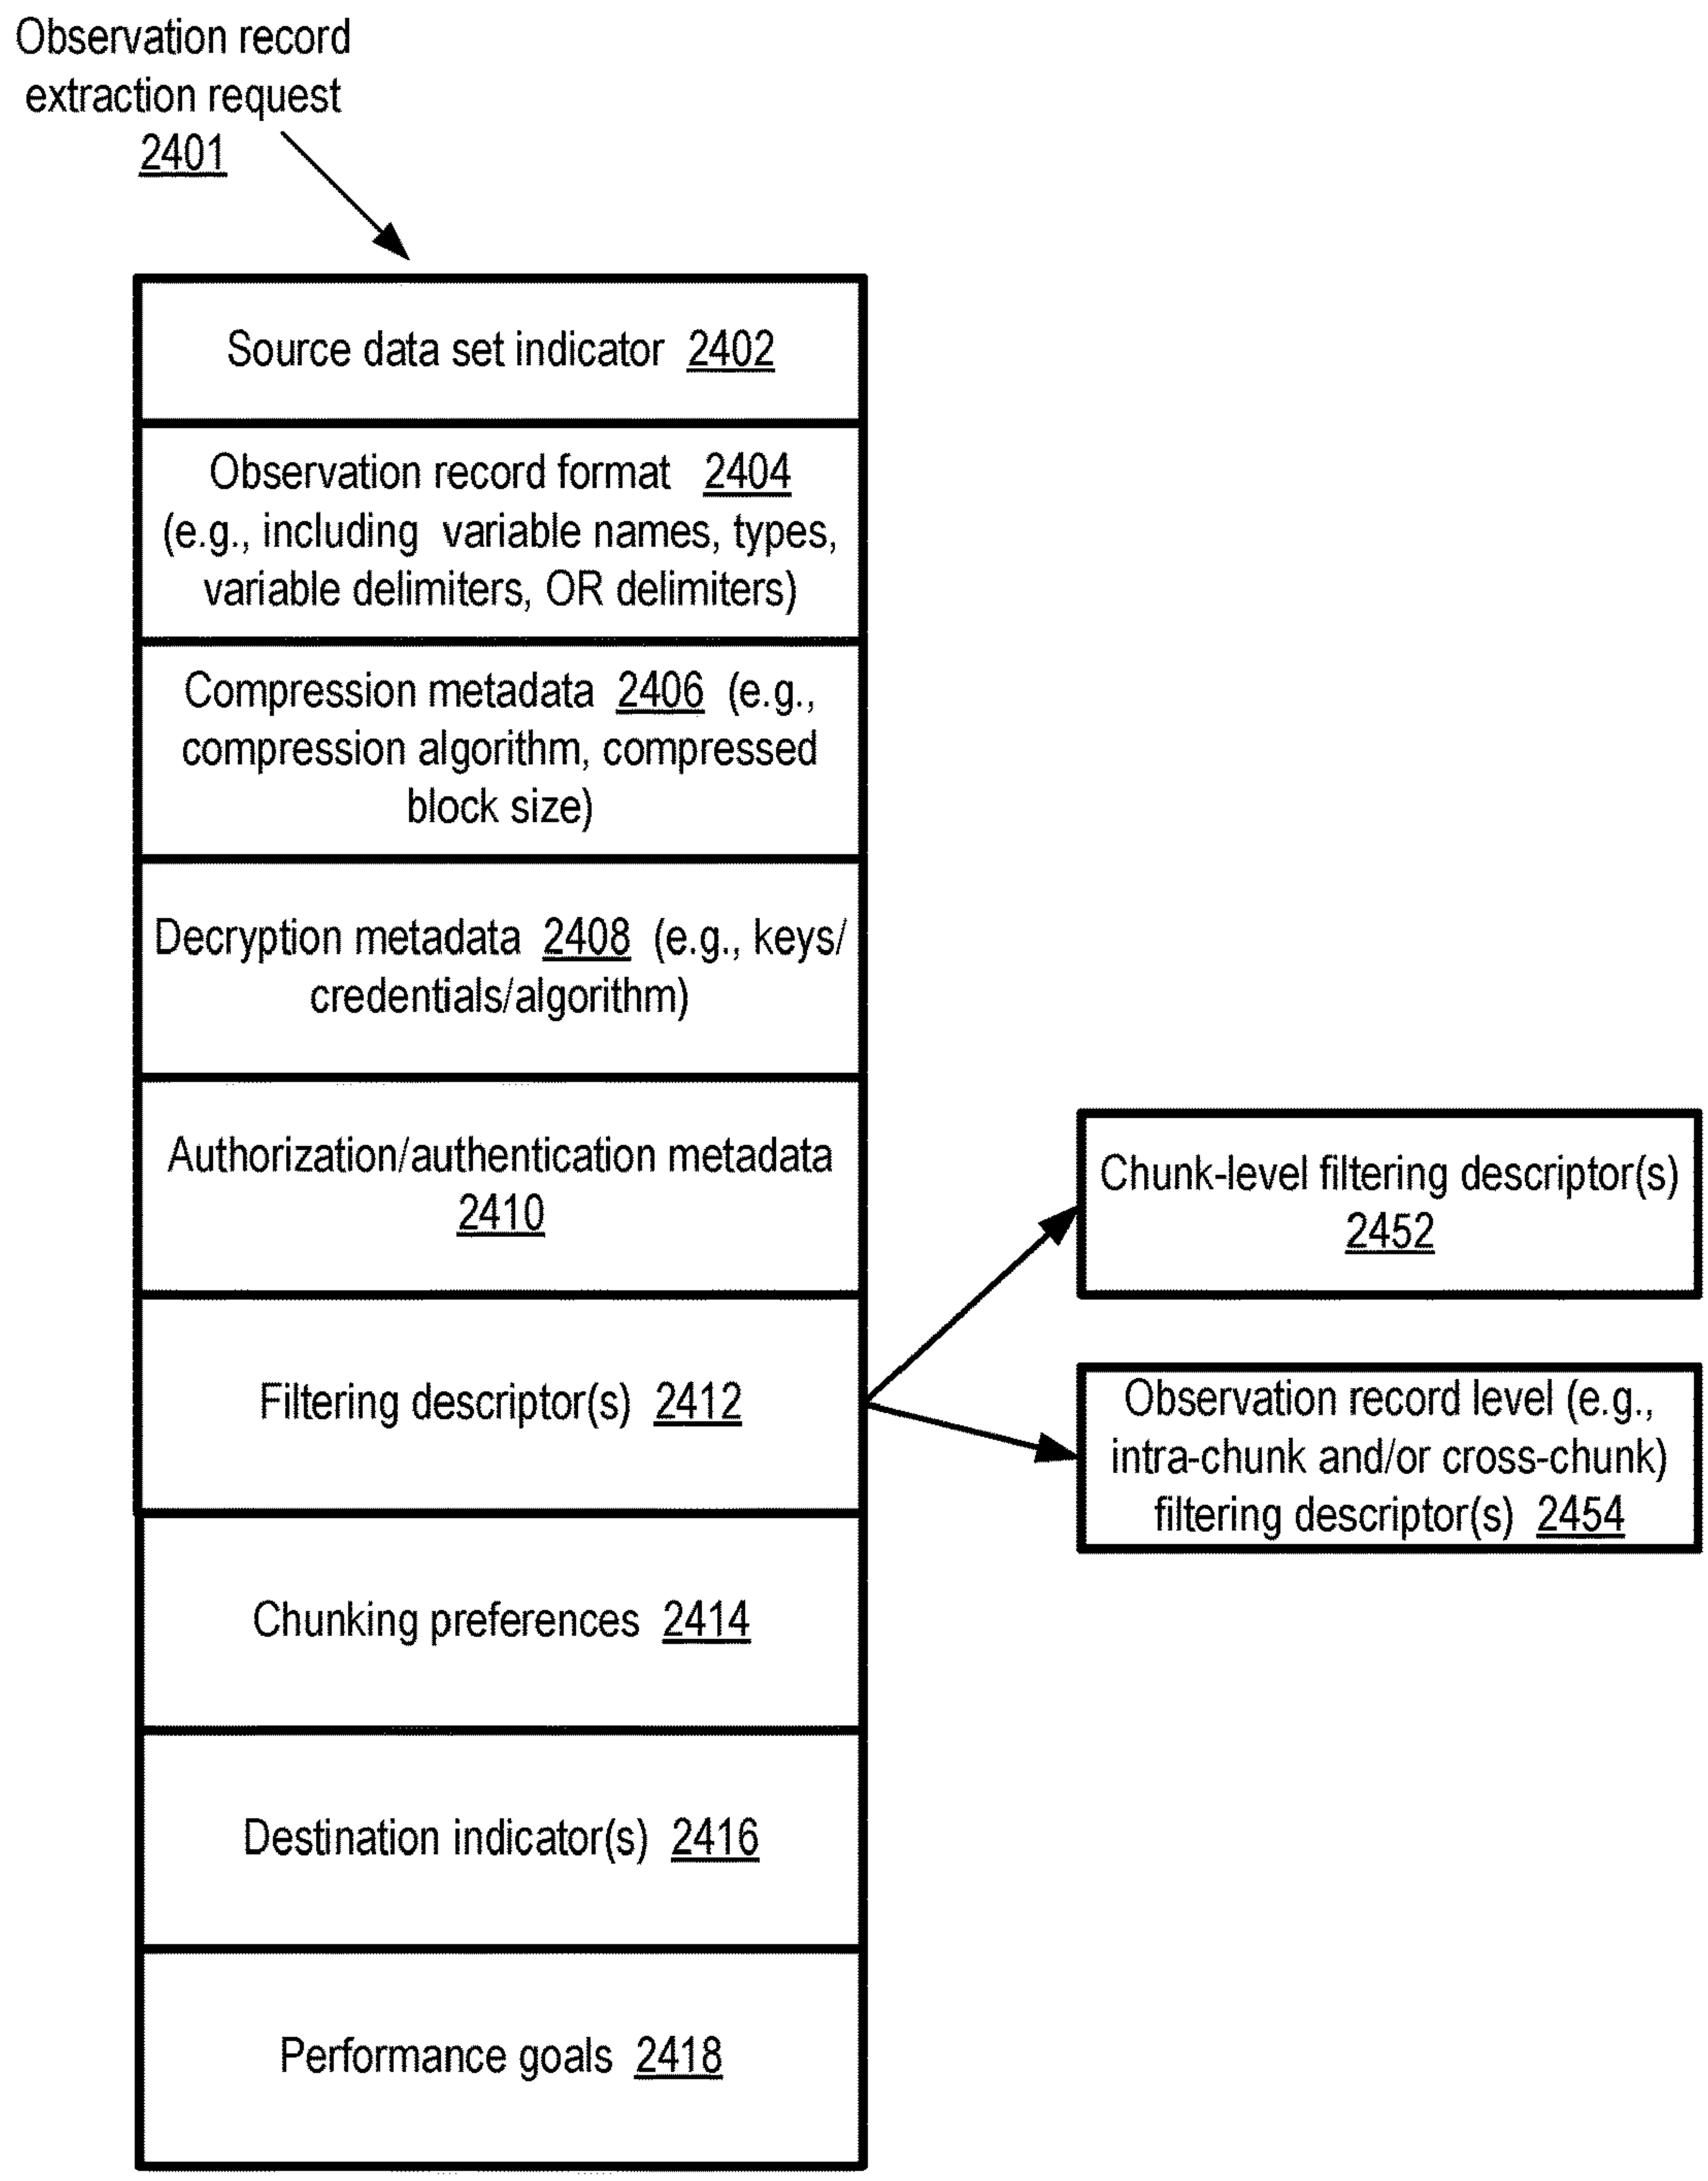 Observation record
extraction request
2401
Source data set indicator 2402
Observation record format 2404
(e.g., including variable names, types,
variable delimiters, OR delimiters)
Compression metadata 2406 (e.g.,
compression algorithm, compressed
block size)
Decryption metadata 2408 (e.g., keys/
credentials/algorithm)
Authorization/authentication metadata
2410
Filtering descriptor(s) 2412
Chunk-level filtering descriptor(s)
2452
Observation record level (e.g.,
intra-chunk and/or cross-chunk)
filtering descriptor(s) 2454
Chunking preferences 2414
Destination indicator(s) 2416
Performance goals 2418